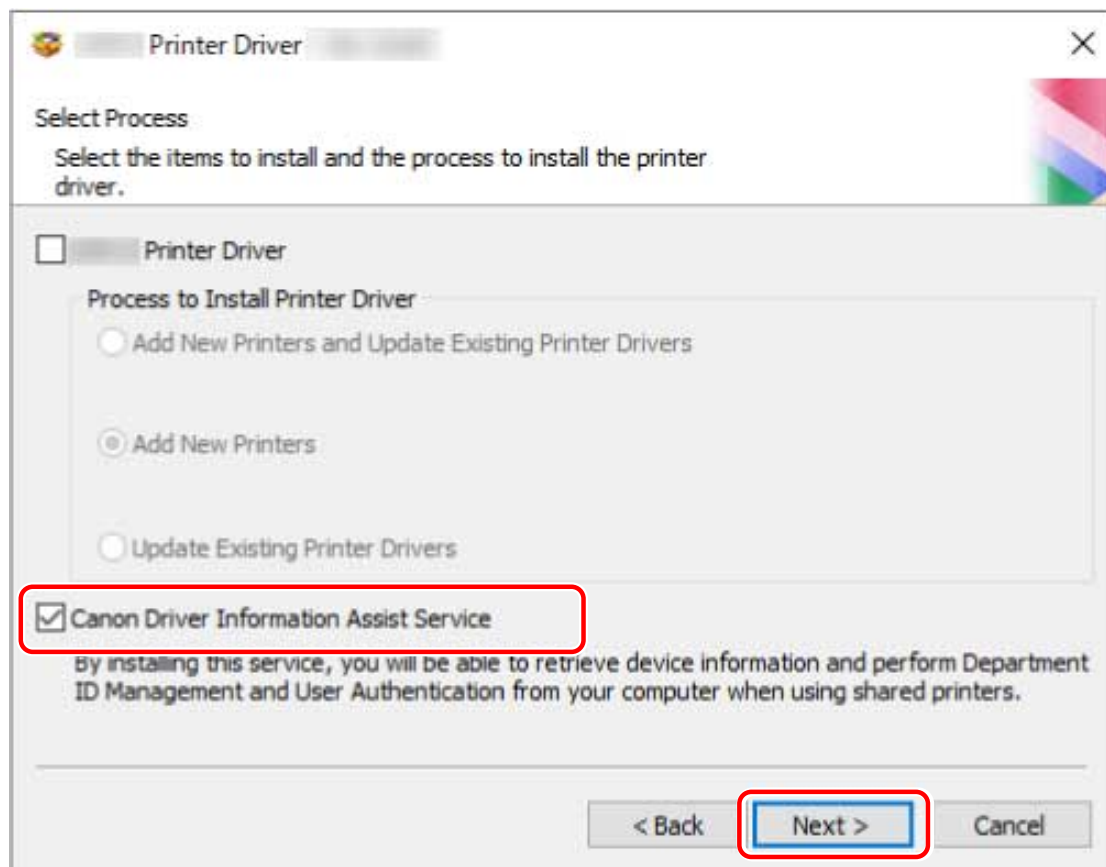 Printer Driver
Select Process
Select the items to install and the process to install the printer
driver.
Printer Driver
Process to Install Printer Driver
Add New Printers and Update Existing Printer Drivers
Add New Printers
Update Existing Printer Drivers
Canon Driver Information Assist Service
By installing this service, you will be able to retrieve device information and perform Department
ID Management and User Authentication from your computer when using shared printers.
< Back Next > Cancel